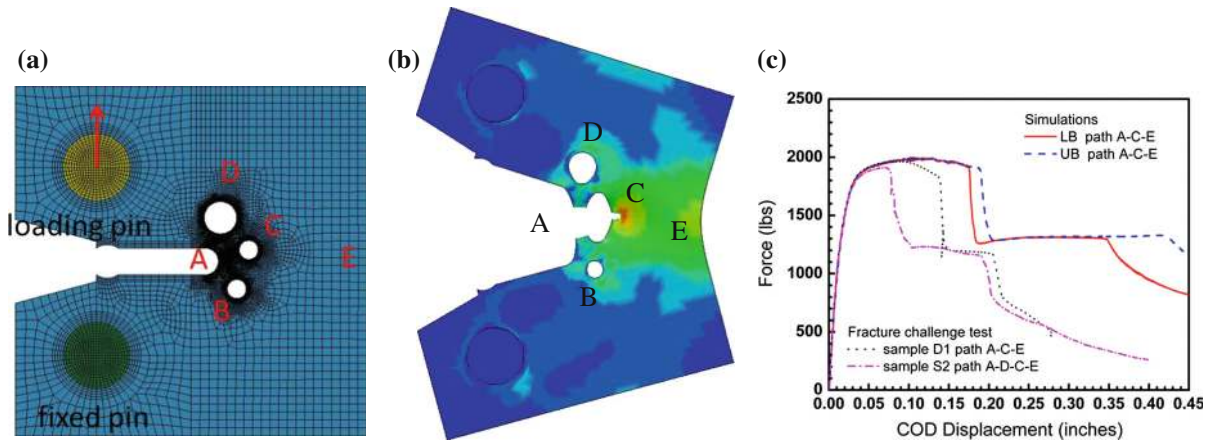 (a)
D
C
loading pin
A
E
B
fixed pin
(b)
D
C
A
E
B
(c)
2500
2000
1500
1000
500
0
Force (lbs)
Simulations
LB path A-C-E
UB path A-C-E
Fracture challenge test
sample D1 path A-C-E
sample S2 path A-D-C-E
0.00 0.05 0.10 0.15 0.20 0.25 0.30 0.35 0.40 0.45
COD Displacement (inches)